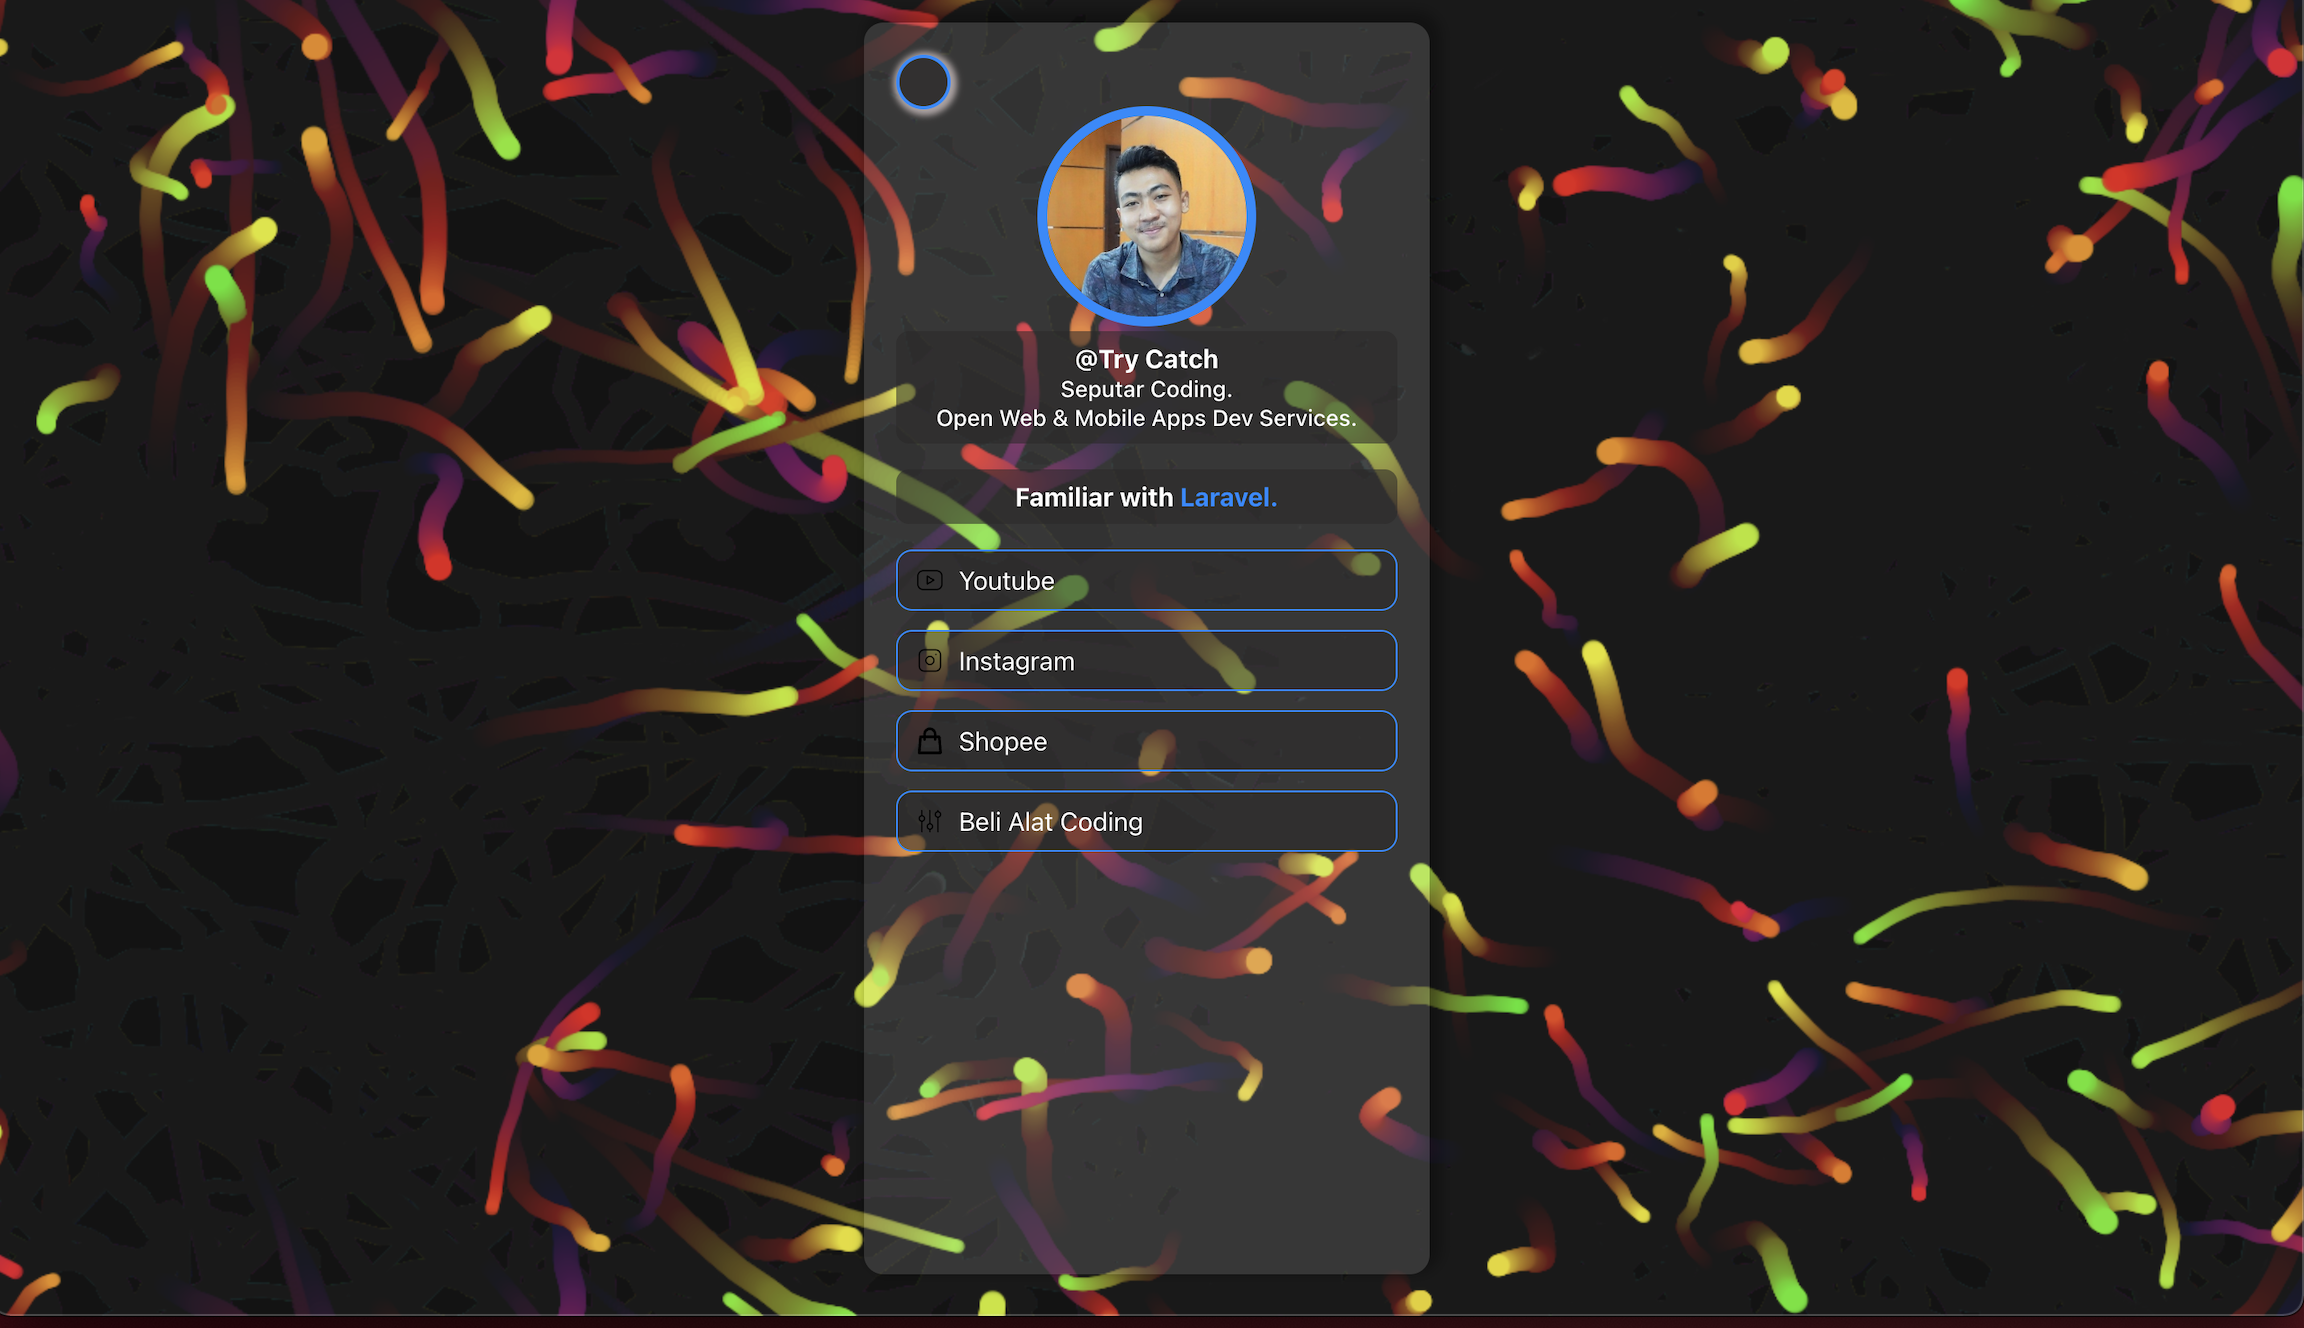 @Try Catch
Seputar Coding.
Open Web & Mobile Apps Dev Services.
Familiar with Laravel.
Youtube
Instagram
Shopee
Beli Alat Coding